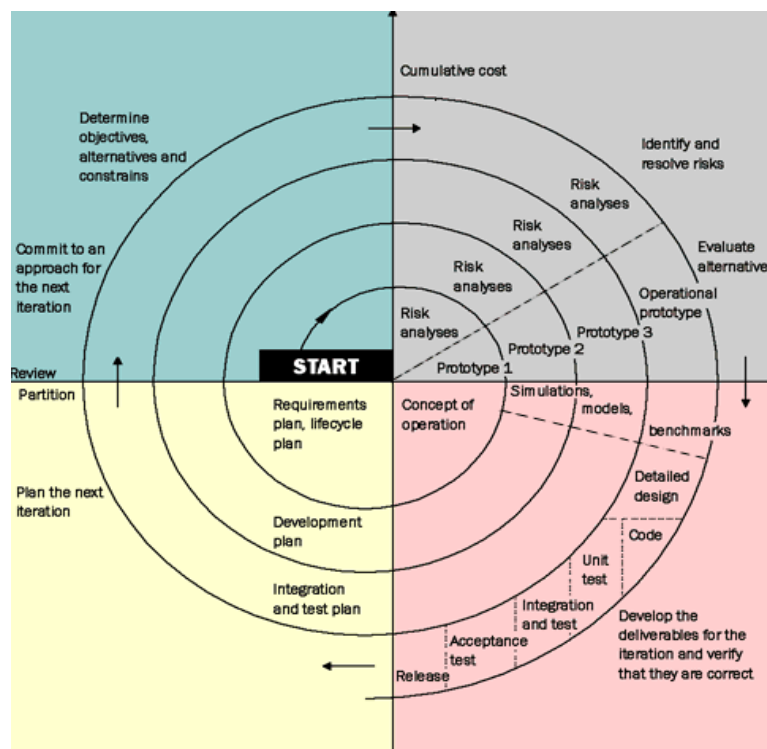 Cumulative cost
Determine
objectives,
alternatives and
constrains
Identify and
resolve risks
Risk
analyses
Risk
analyses
Risk
analyses
Risk
analyses
Commit to an
approach for
the next
iteration
Evaluate
alternative
Operational
prototype
Prototype 3
Prototype 2
Prototype 1
START
Review
Partition
Requirements
plan, lifecycle
plan
Concept of
operation
Simulations,
models,
benchmarks
Plan the next
iteration
Detailed
design
Development
plan
Code
Unit
test
Integration
and test plan
Integration
and test
Acceptance
test
Release
Develop the
deliverables for the
iteration and verify
that they are correct